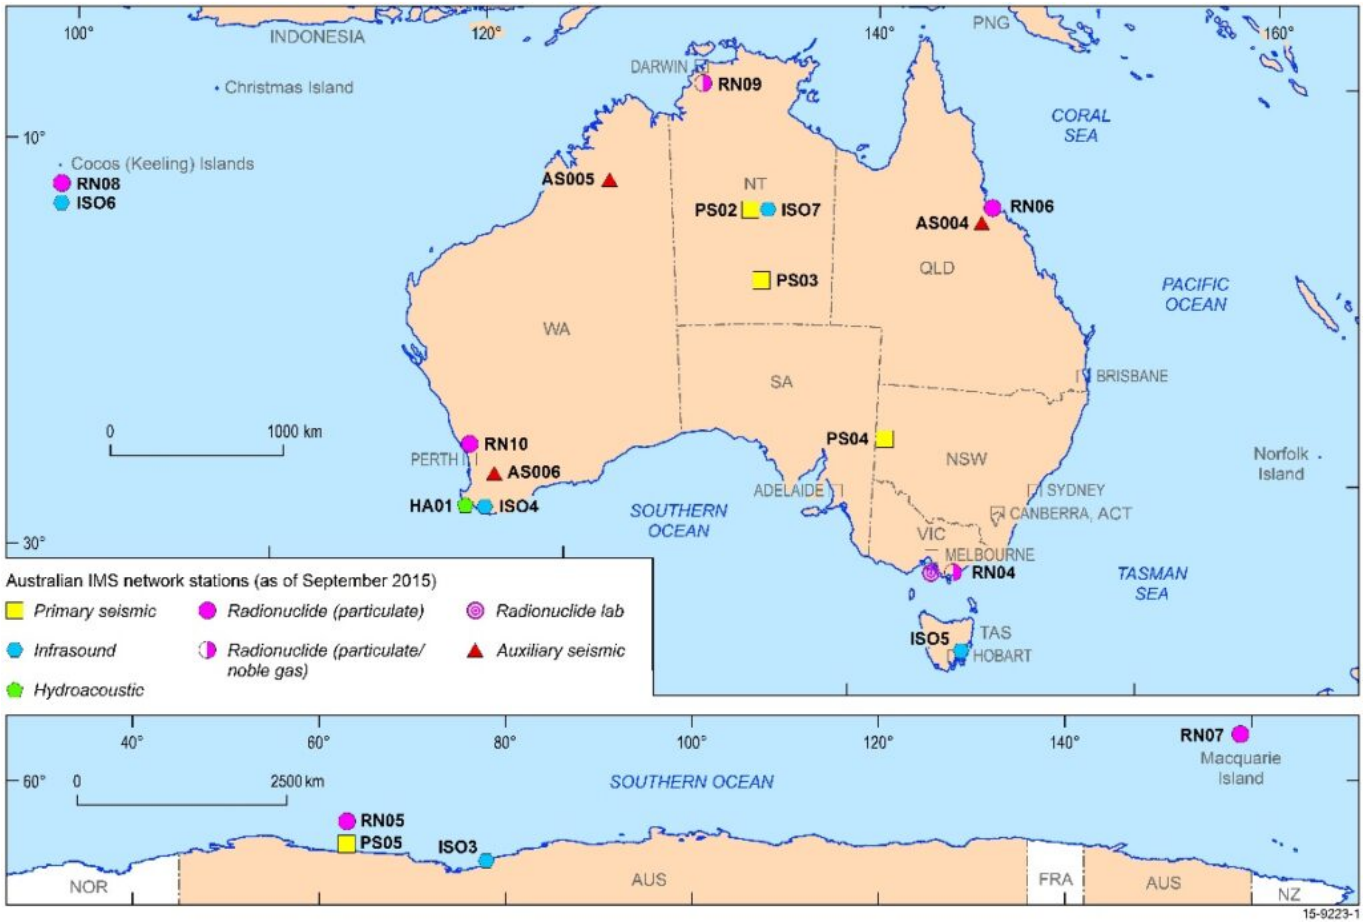 100°
INDONESIA
120°
140°
PNG
160°
DARWIN
RN09
Christmas Island
CORAL
SEA
10°
Cocos (Keeling) Islands
RN08
ISO6
AS005
NT
PS02
ISO7
RN06
AS004
QLD
PS03
PACIFIC
OCEAN
WA
SA
BRISBANE
0
1000 km
RN10
PERTH
AS006
HA01
ISO4
PS04
NSW
Norfolk
Island
ADELAIDE
SYDNEY
CANBERRA, ACT
SOUTHERN
OCEAN
VIC
MELBOURNE
RN04
30°
TASMAN
SEA
ISO5
TAS
HOBART
Australian IMS network stations (as of September 2015)
Primary seismic
Radionuclide (particulate)
Radionuclide lab
Infrasound
Radionuclide (particulate/
noble gas)
Auxiliary seismic
Hydroacoustic
40°
60°
80°
100°
120°
140°
RN07
Macquarie
Island
60°
0
2500 km
SOUTHERN OCEAN
RN05
PS05
ISO3
NOR
AUS
FRA
AUS
NZ
15-9223-1